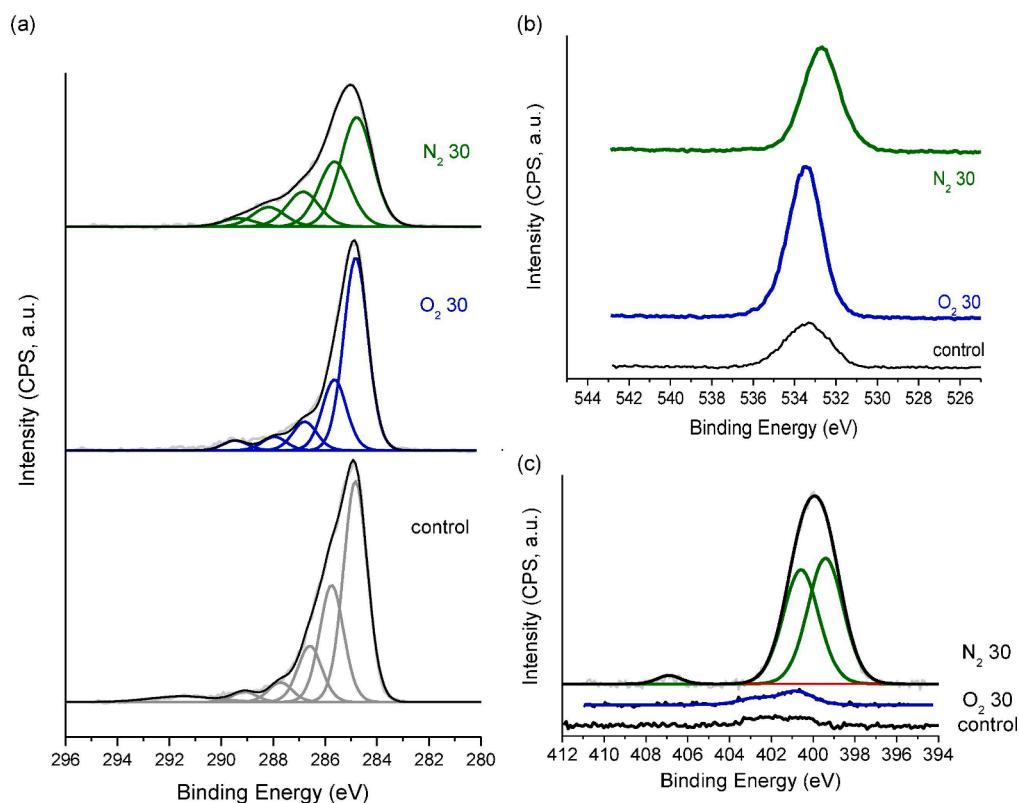 (a)
N₂ 30
O₂ 30
control
Intensity (CPS, a.u.)
296 294 292 290 288 286 284 282 280
Binding Energy (eV)
(b)
N₂ 30
O₂ 30
control
Intensity (CPS, a.u.)
544 542 540 538 536 534 532 530 528 526
Binding Energy (eV)
(c)
N₂ 30
O₂ 30
control
Intensity (CPS, a.u.)
412 410 408 406 404 402 400 398 396 394
Binding Energy (eV)